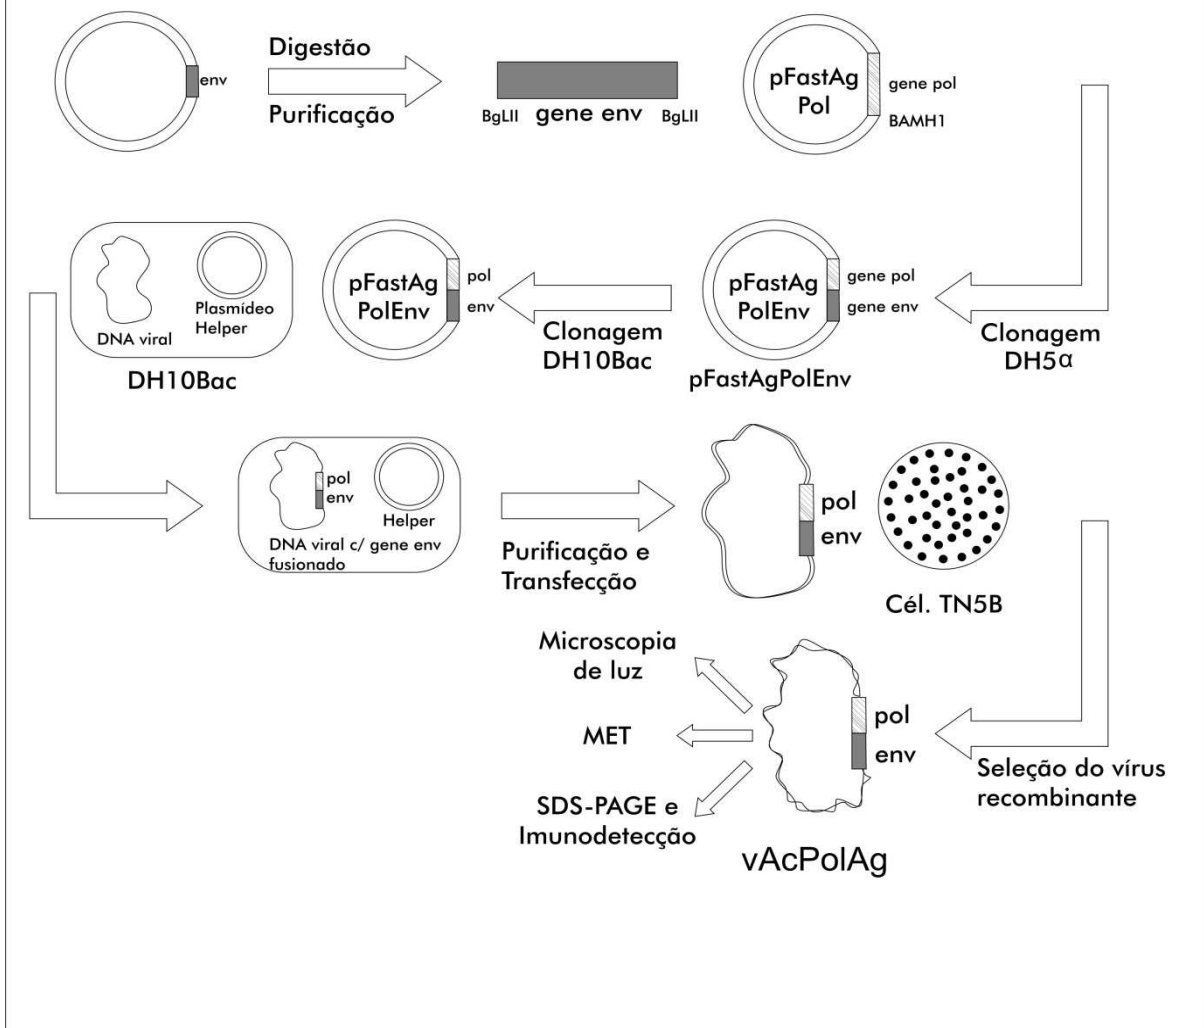 env
Digestão
Purificação
BgLII gene env BgLII
pFastAg
Pol
gene pol
BAMH1
DNA viral
Plasmídeo
Helper
DH10Bac
pFastAg
PolEnv
pol
env
Clonagem
DH10Bac
pFastAg
PolEnv
gene pol
gene env
pFastAgPolEnv
Clonagem
DH5α
pol
env
Helper
DNA viral c/ gene env
fusionado
Purificação e
Transfecção
pol
env
Cél. TN5B
Microscopia
de luz
MET
SDS-PAGE e
Imunodetecção
pol
env
vAcPolAg
Seleção do vírus
recombinante